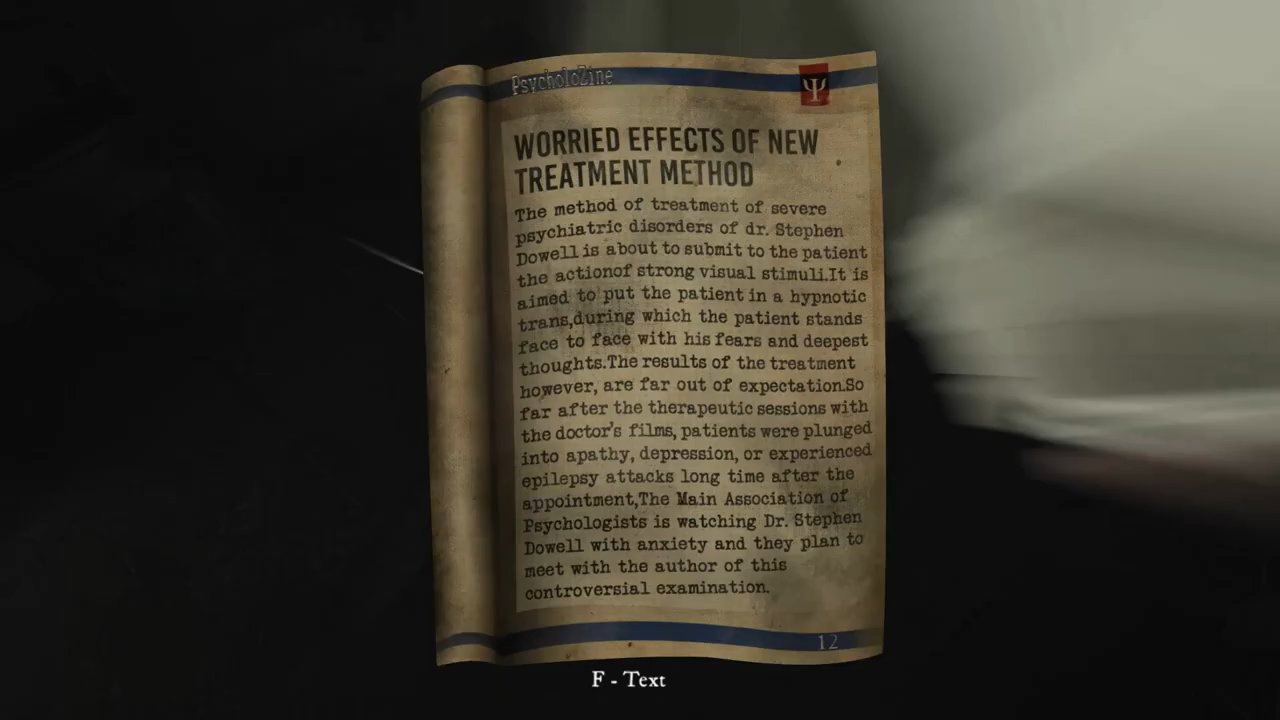 PsycholoZine
Ψ
WORRIED EFFECTS OF NEW
TREATMENT METHOD
The method of treatment of severe
psychiatric disorders of dr. Stephen
Dowell is about to submit to the patient
the actionof strong visual stimuli.It is
aimed to put the patient in a hypnotic
trans,during which the patient stands
face to face with his fears and deepest
thoughts.The results of the treatment
however, are far out of expectation.So
far after the therapeutic sessions with
the doctor's films, patients were plunged
into apathy, depression, or experienced
epilepsy attacks long time after the
appointment,The Main Association of
Psychologists is watching Dr. Stephen
Dowell with anxiety and they plan to
meet with the author of this
controversial examination.
12
F - Text